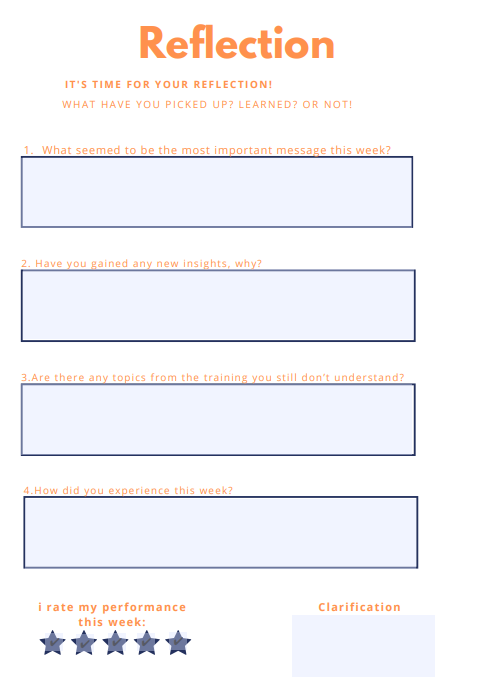 Reflection
IT'S TIME FOR YOUR REFLECTION!
WHAT HAVE YOU PICKED UP? LEARNED? OR NOT!
1. What seemed to be the most important message this week?
2. Have you gained any new insights, why?
3.Are there any topics from the training you still don't understand?
4.How did you experience this week?
i rate my performance
this week:
Clarification